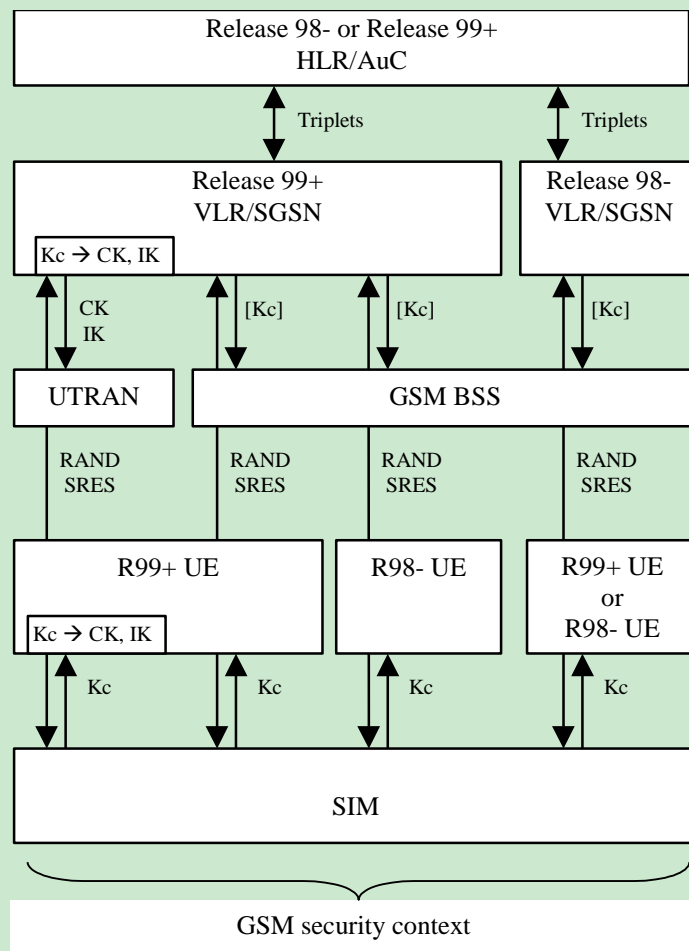 Release 98- or Release 99+
HLR/AuC
Triplets
Triplets
Release 99+
VLR/SGSN
Release 98-
VLR/SGSN
Kc → CK, IK
CK
IK
[Kc]
[Kc]
[Kc]
UTRAN
GSM BSS
RAND
SRES
RAND
SRES
RAND
SRES
RAND
SRES
R99+ UE
R98- UE
R99+ UE
or
R98- UE
Kc → CK, IK
Kc
Kc
Kc
Kc
SIM
GSM security context